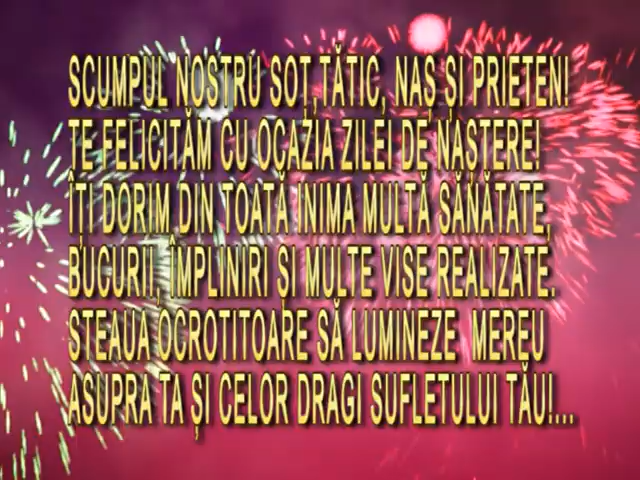 SCUMPUL NOSTRU SOȚ,TĂTIC, NAȘ ȘI PRIETEN!
TE FELICITĂM CU OCAZIA ZILEI DE NAȘTERE!
ÎȚI DORIM DIN TOATĂ INIMA MULTĂ SĂNĂTATE,
BUCURII, ÎMPLINIRI ȘI MULTE VISE REALIZATE.
STEAUA OCROTITOARE SĂ LUMINEZE MEREU
ASUPRA TA ȘI CELOR DRAGI SUFLETULUI TĂU!...